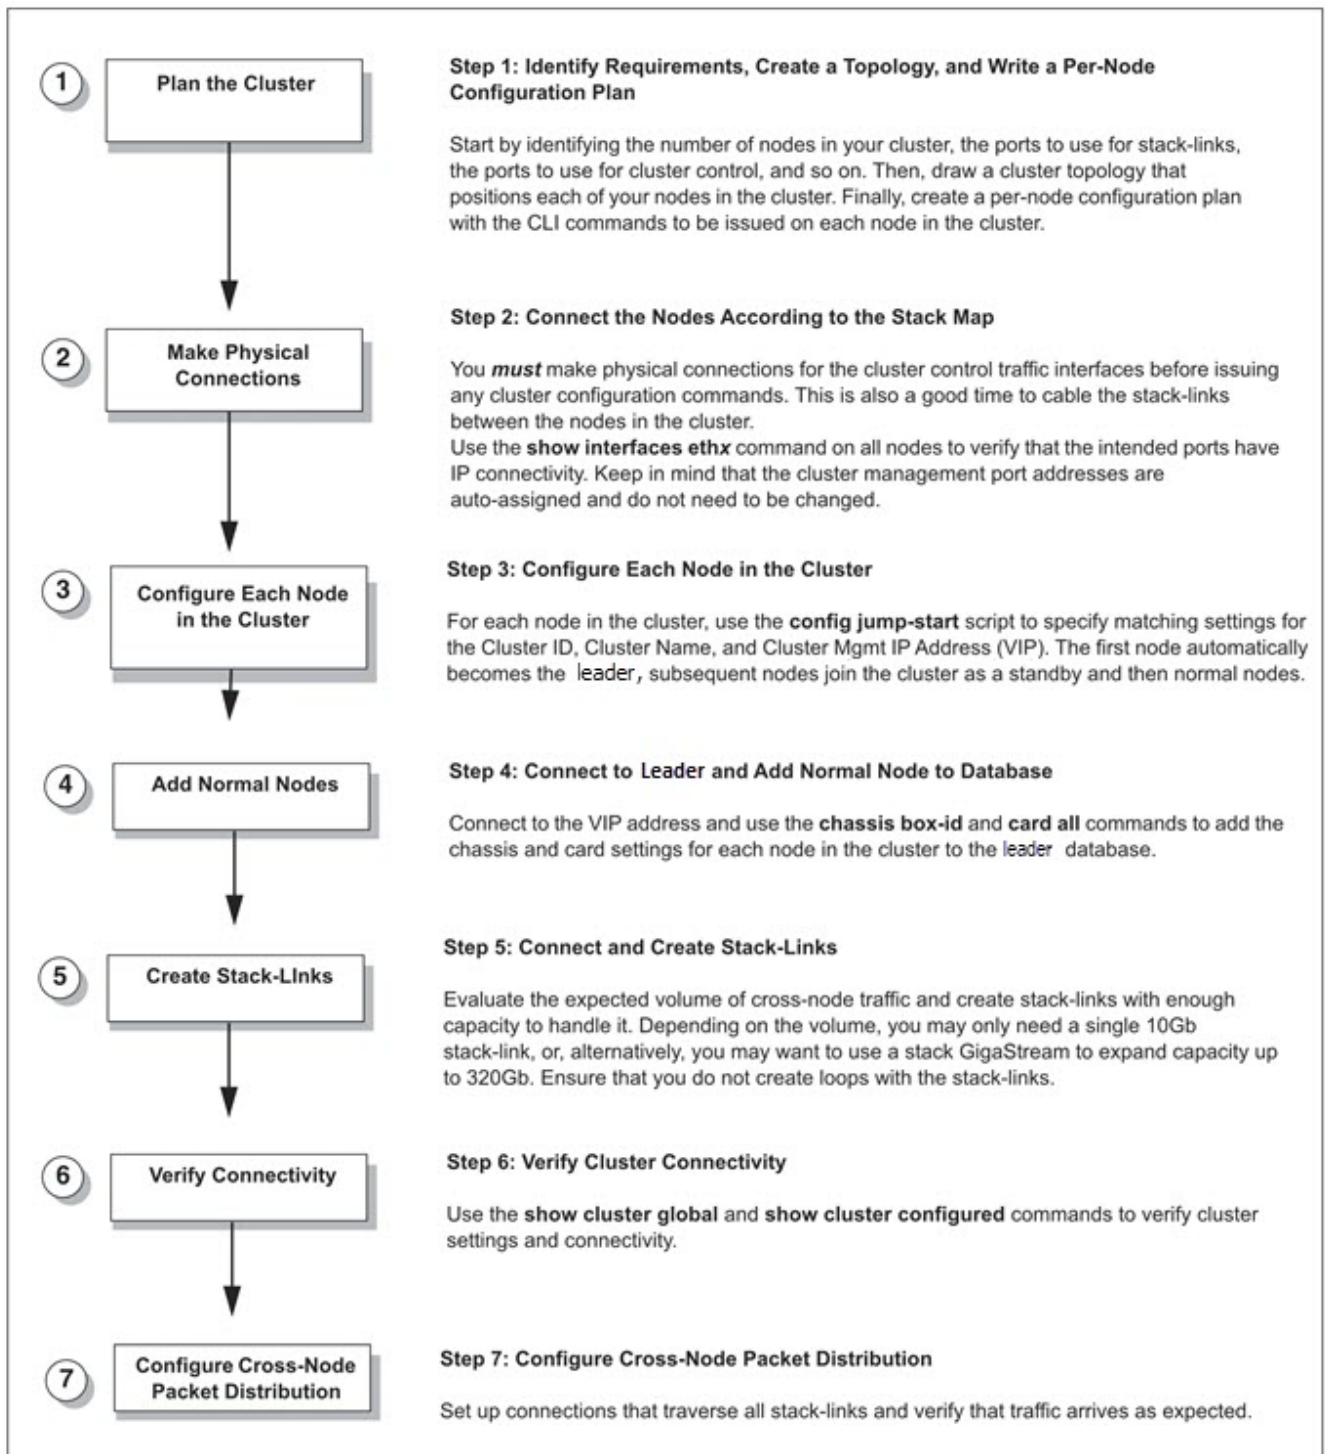 1
Plan the Cluster
Step 1: Identify Requirements, Create a Topology, and Write a Per-Node
Configuration Plan
Start by identifying the number of nodes in your cluster, the ports to use for stack-links,
the ports to use for cluster control, and so on. Then, draw a cluster topology that
positions each of your nodes in the cluster. Finally, create a per-node configuration plan
with the CLI commands to be issued on each node in the cluster.
2
Make Physical
Connections
Step 2: Connect the Nodes According to the Stack Map
You must make physical connections for the cluster control traffic interfaces before issuing
any cluster configuration commands. This is also a good time to cable the stack-links
between the nodes in the cluster.
Use the show interfaces ethx command on all nodes to verify that the intended ports have
IP connectivity. Keep in mind that the cluster management port addresses are
auto-assigned and do not need to be changed.
3
Configure Each Node
in the Cluster
Step 3: Configure Each Node in the Cluster
For each node in the cluster, use the config jump-start script to specify matching settings for
the Cluster ID, Cluster Name, and Cluster Mgmt IP Address (VIP). The first node automatically
becomes the leader, subsequent nodes join the cluster as a standby and then normal nodes.
4
Add Normal Nodes
Step 4: Connect to Leader and Add Normal Node to Database
Connect to the VIP address and use the chassis box-id and card all commands to add the
chassis and card settings for each node in the cluster to the leader database.
5
Create Stack-LInks
Step 5: Connect and Create Stack-Links
Evaluate the expected volume of cross-node traffic and create stack-links with enough
capacity to handle it. Depending on the volume, you may only need a single 10Gb
stack-link, or, alternatively, you may want to use a stack GigaStream to expand capacity up
to 320Gb. Ensure that you do not create loops with the stack-links.
6
Verify Connectivity
Step 6: Verify Cluster Connectivity
Use the show cluster global and show cluster configured commands to verify cluster
settings and connectivity.
7
Configure Cross-Node
Packet Distribution
Step 7: Configure Cross-Node Packet Distribution
Set up connections that traverse all stack-links and verify that traffic arrives as expected.